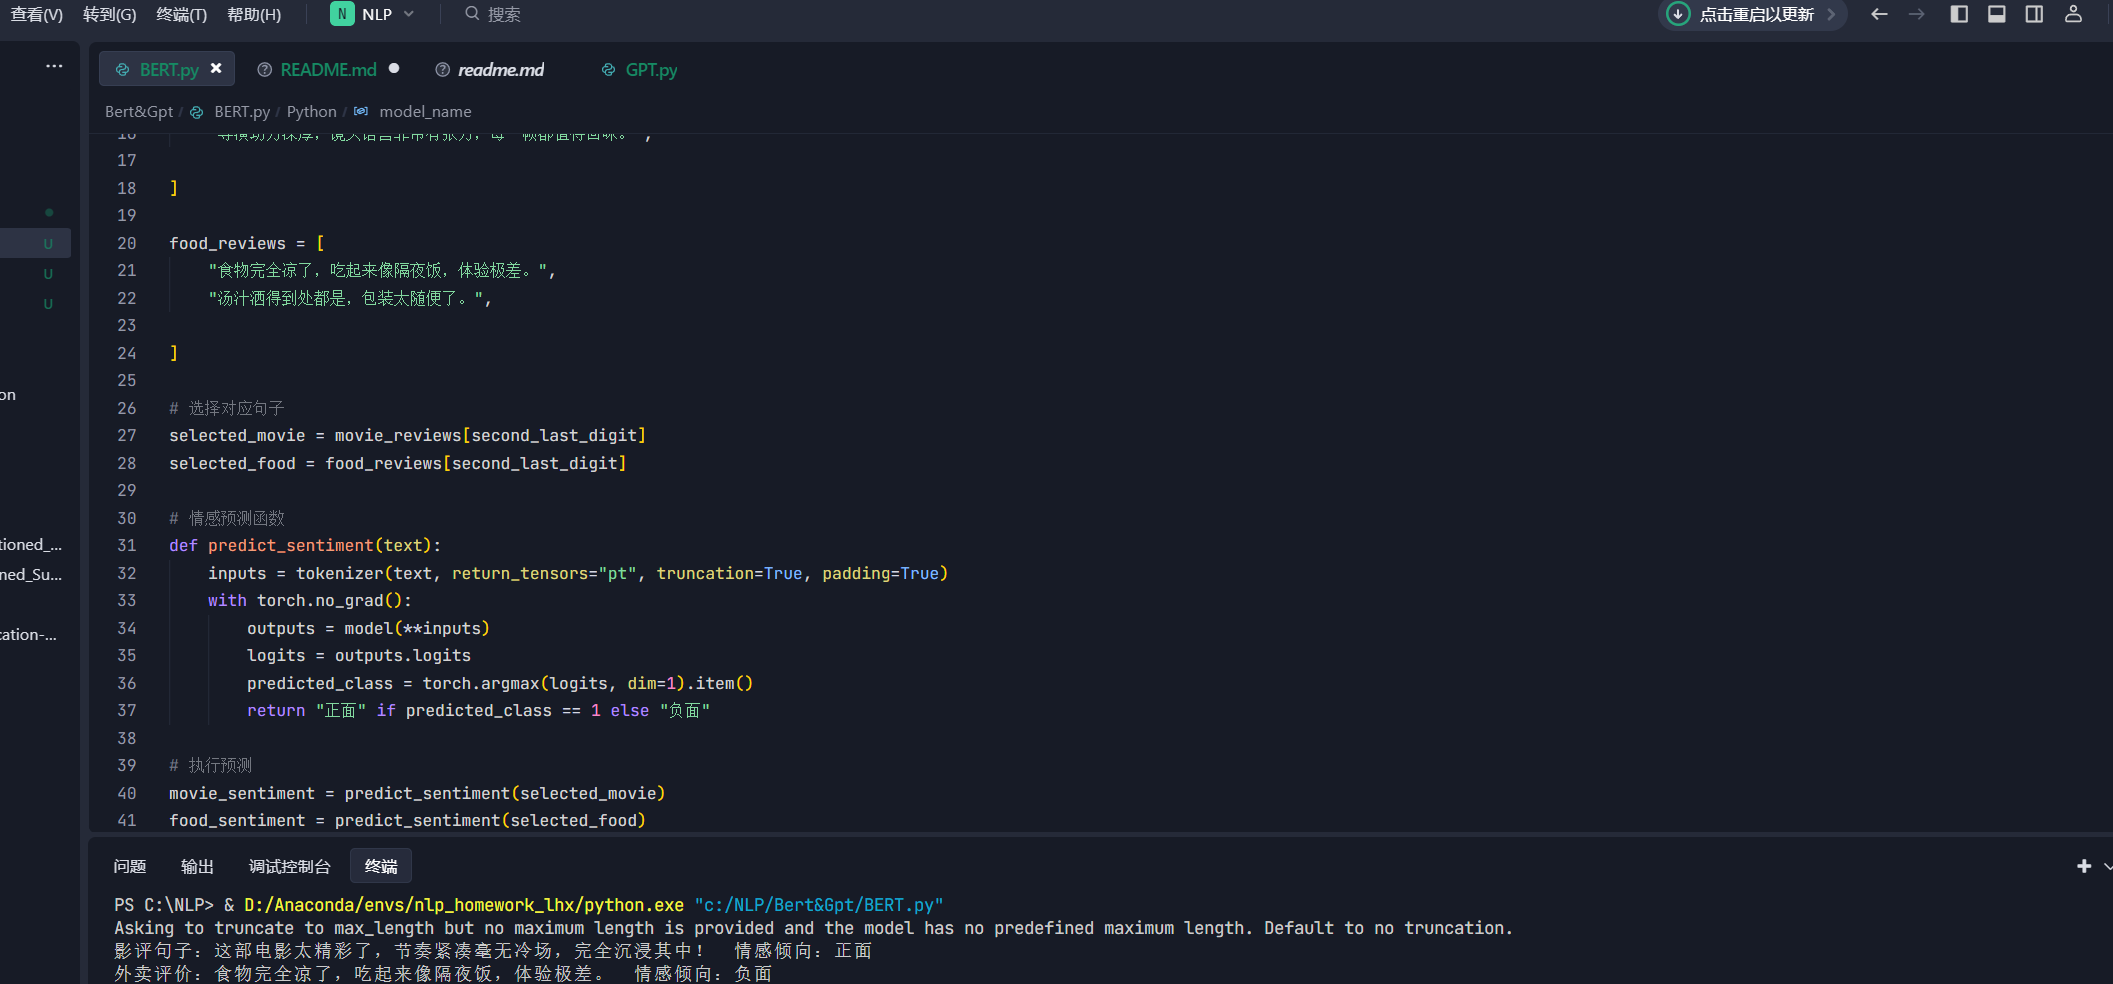 查看(V) 转到(G) 终端(T) 帮助(H) N NLP 搜索 点击重启以更新
BERT.py README.md readme.md GPT.py
Bert&Gpt / BERT.py / Python / model_name
17
18 ]
19
20 food_reviews = [
21 "食物完全凉了，吃起来像隔夜饭，体验极差。",
22 "汤汁洒得到处都是，包装太随便了。",
23
24 ]
25
26 # 选择对应句子
27 selected_movie = movie_reviews[second_last_digit]
28 selected_food = food_reviews[second_last_digit]
29
30 # 情感预测函数
31 def predict_sentiment(text):
32 inputs = tokenizer(text, return_tensors="pt", truncation=True, padding=True)
33 with torch.no_grad():
34 outputs = model(**inputs)
35 logits = outputs.logits
36 predicted_class = torch.argmax(logits, dim=1).item()
37 return "正面" if predicted_class == 1 else "负面"
38
39 # 执行预测
40 movie_sentiment = predict_sentiment(selected_movie)
41 food_sentiment = predict_sentiment(selected_food)
U
U
U
on
tioned_...
ned_Su...
cation-...
问题 输出 调试控制台 终端
PS C:\NLP> & D:/Anaconda/envs/nlp_homework_lhx/python.exe "c:/NLP/Bert&Gpt/BERT.py"
Asking to truncate to max_length but no maximum length is provided and the model has no predefined maximum length. Default to no truncation.
影评句子：这部电影太精彩了，节奏紧凑毫无冷场，完全沉浸其中！ 情感倾向：正面
外卖评价：食物完全凉了，吃起来像隔夜饭，体验极差。 情感倾向：负面